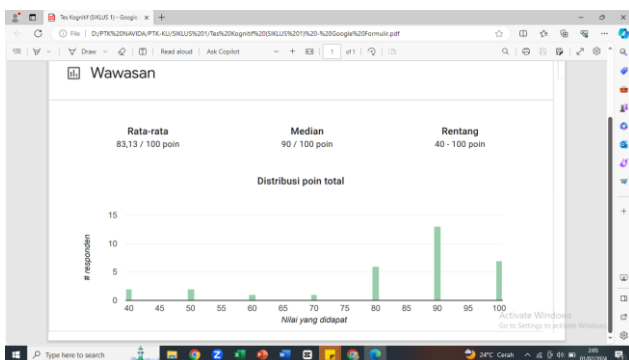 Tes Kognitif (SIKLUS 1) - Google
File
D:/PTK%20NAVIDA/PTK-KU/SIKLUS%201/Tes%20Kognitif%20(SIKLUS%201)%20-%20Google%20Formulir.pdf
Draw
Read aloud
Ask Copilot
1
of 1
Wawasan
Rata-rata
Median
Rentang
83,13 / 100 poin
90 / 100 poin
40 - 100 poin
Distribusi poin total
# responden
15
10
5
0
40 45 50 55 60 65 70 75 80 85 90 95 100
Nilai yang didapat
Activate Windows
Go to Settings to activate Windows.
Type here to search
24°C Cerah